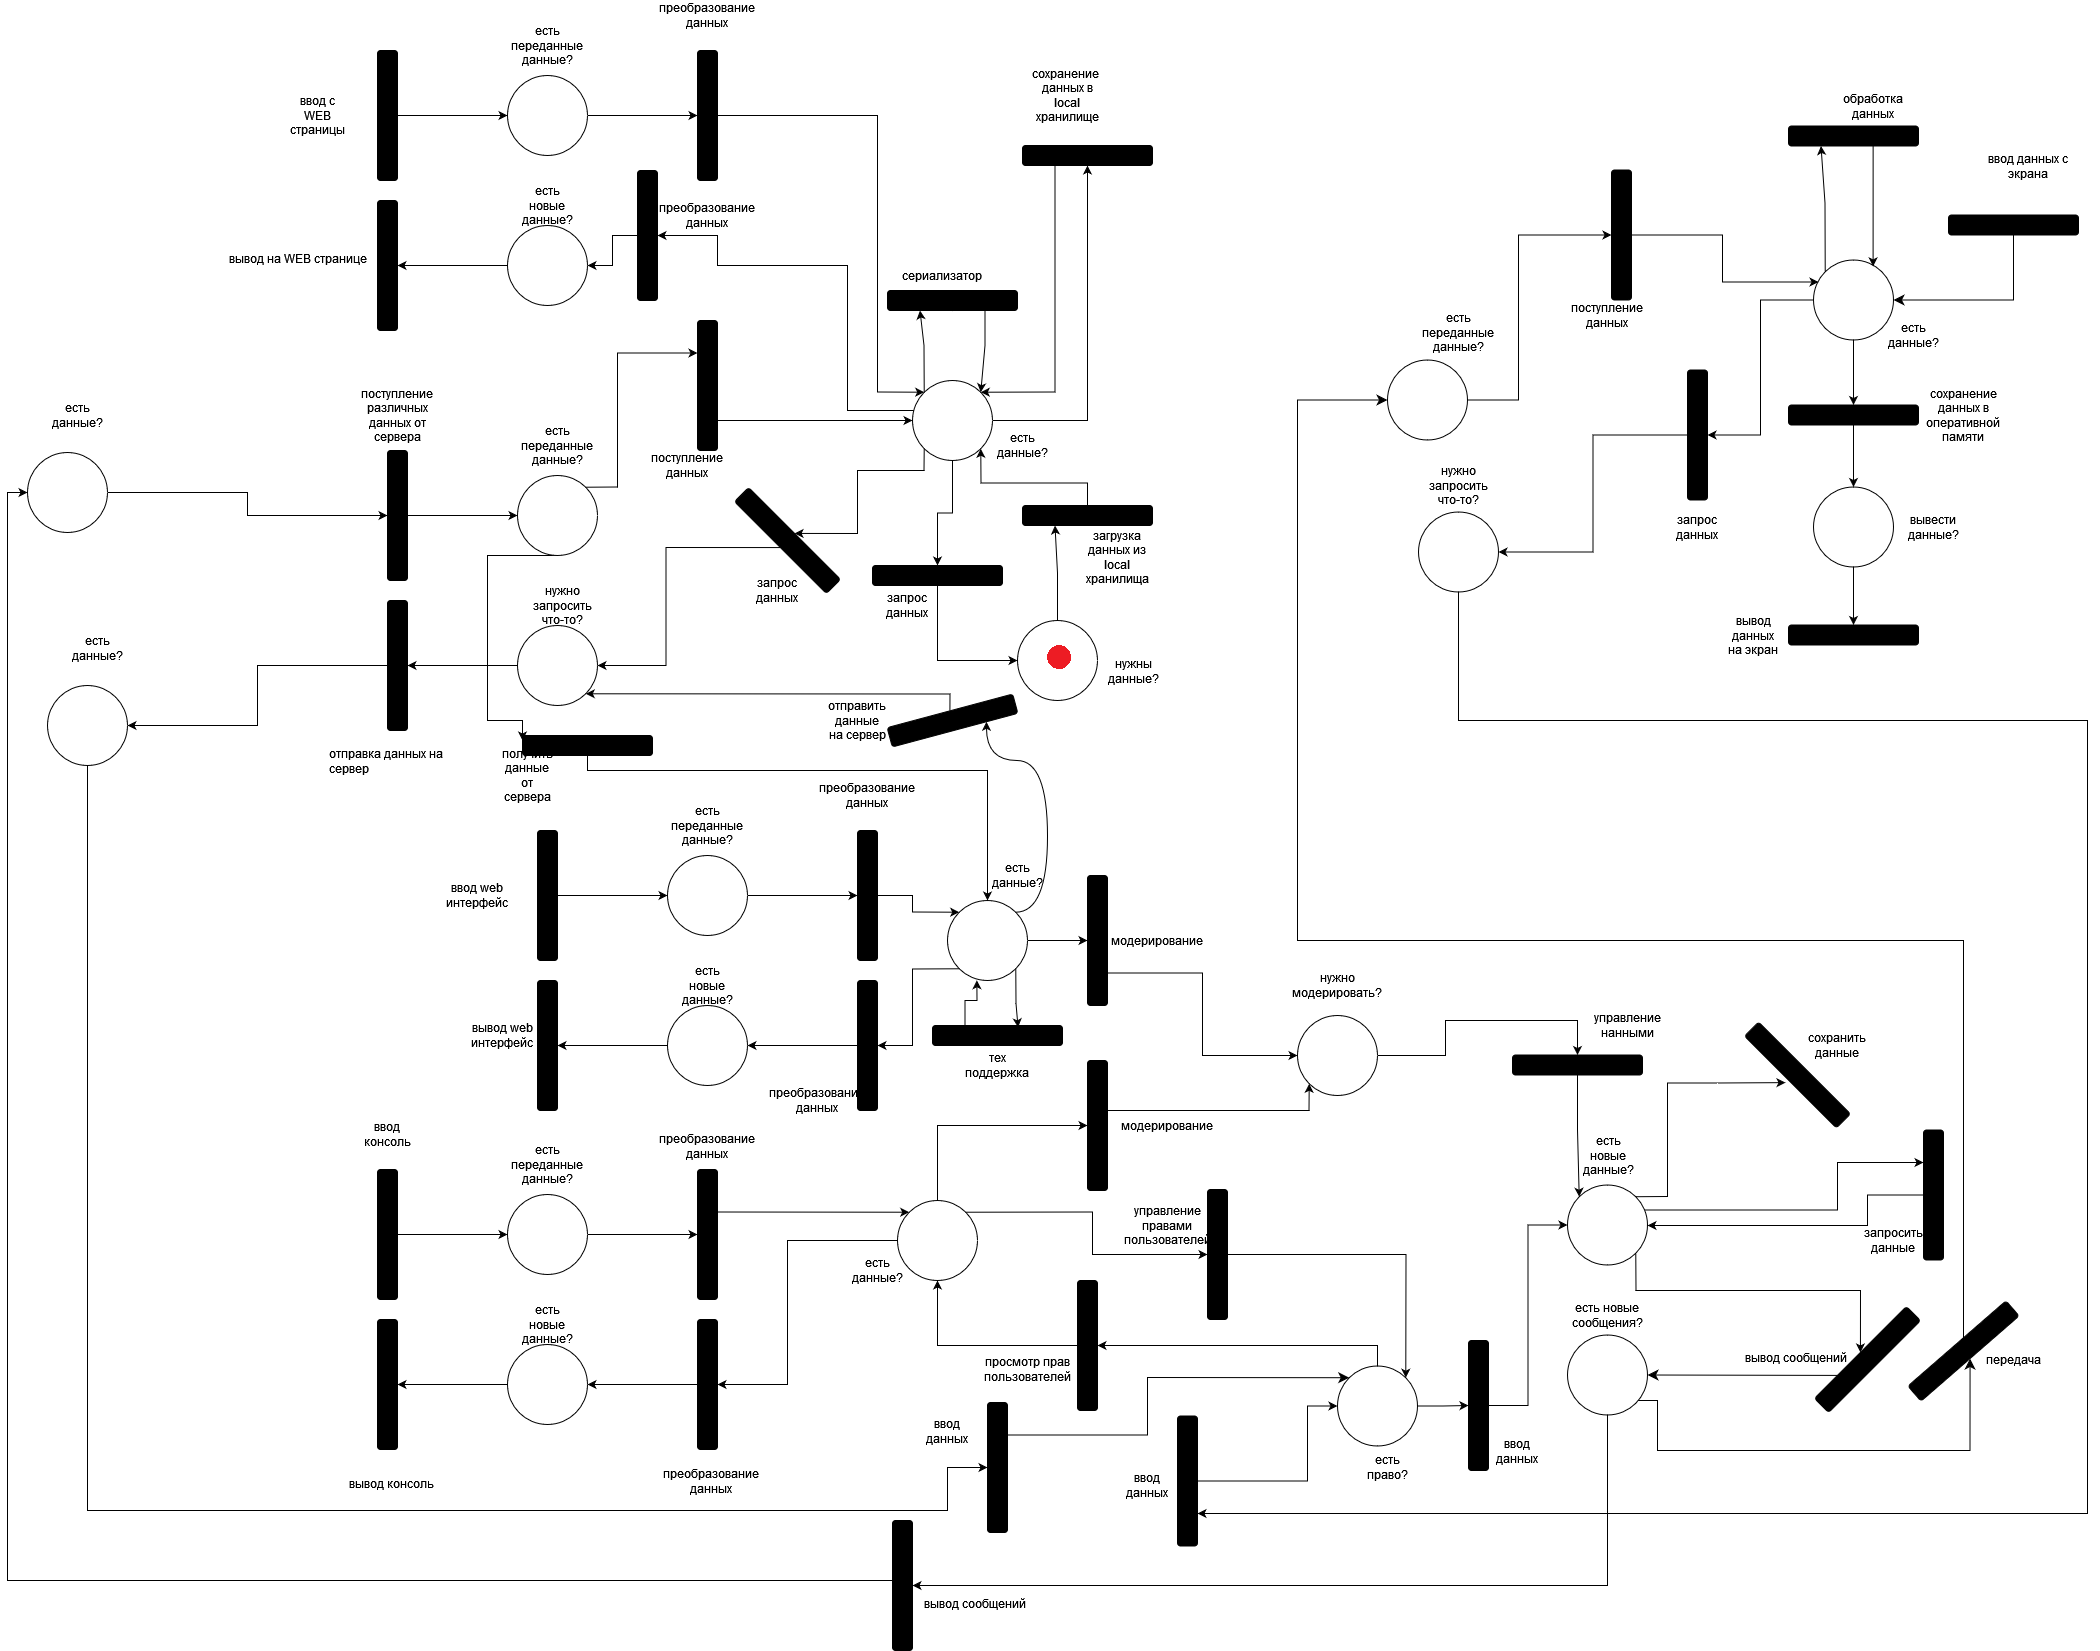 преобразование
данных
есть
переданные
данные?
ввод с
WEB
страницы
сохранение
данных в
local
хранилище
обработка
данных
ввод данных с
экрана
есть
новые
данные?
преобразование
данных
вывод на WEB странице
сериализатор
поступление
данных
есть
переданные
данные?
есть
данные?
поступление
различных
данных от
сервера
есть
данные?
есть
переданные
данные?
поступление
данных
есть
данные?
сохранение
данных в
оперативной
памяти
нужно
запросить
что-то?
запрос
данных
вывести
данные?
загрузка
данных из
local
хранилища
запрос
данных
запрос
данных
нужно
запросить
что-то?
есть
данные?
нужны
данные?
вывод
данных
на экран
отправить
данные
на сервер
отправка данных на
сервер
получить
данные
от
сервера
преобразование
данных
есть
переданные
данные?
ввод web
интерфейс
есть
данные?
модерирование
есть
новые
данные?
вывод web
интерфейс
тех
поддержка
преобразовани
данных
нужно
модерировать?
управление
нанными
сохранить
данные
ввод
консоль
есть
переданные
данные?
преобразование
данных
модерирование
есть
новые
данные?
управление
правами
пользователей
запросить
данные
есть
данные?
есть
новые
данные?
есть новые
сообщения?
вывод сообщений
передача
просмотр прав
пользователей
ввод
данных
есть
право?
ввод
данных
ввод
данных
вывод консоль
преобразование
данных
вывод сообщений